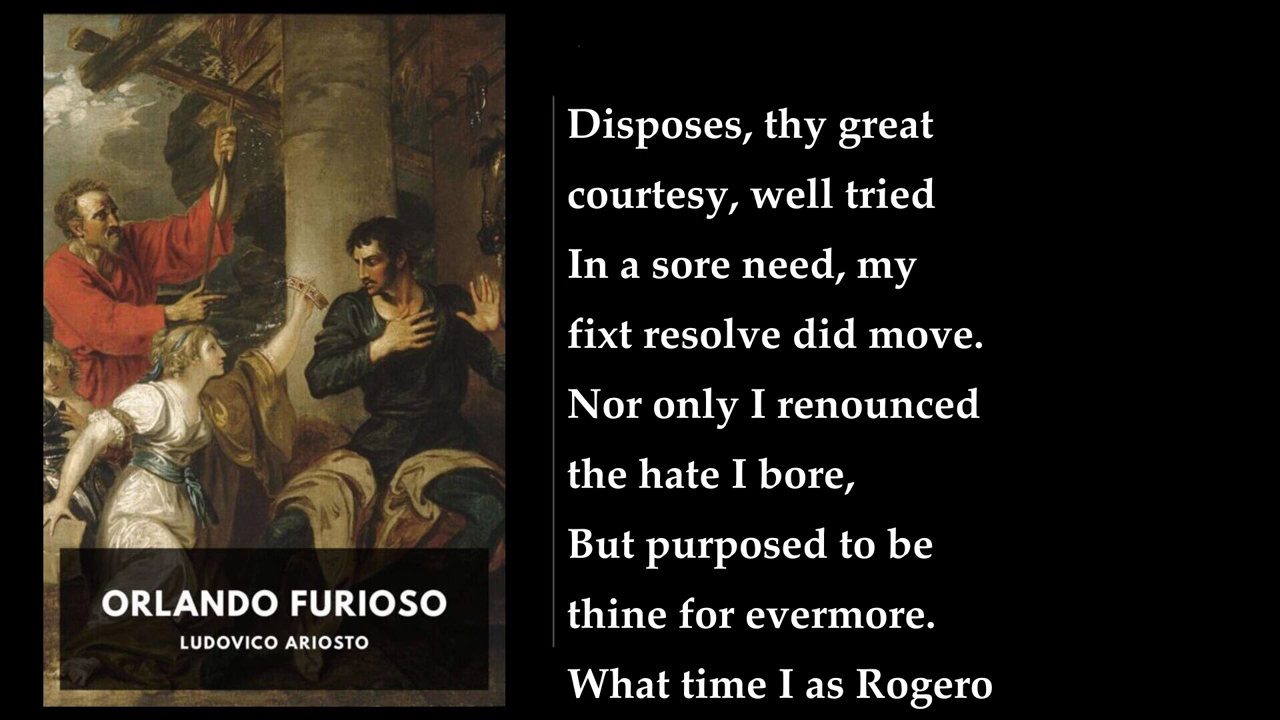 ORLANDO FURIOSO
LUDOVICO ARIOSTO
Disposes, thy great
courtesy, well tried
In a sore need, my
fixt resolve did move.
Nor only I renounced
the hate I bore,
But purposed to be
thine for evermore.
What time I as Rogero